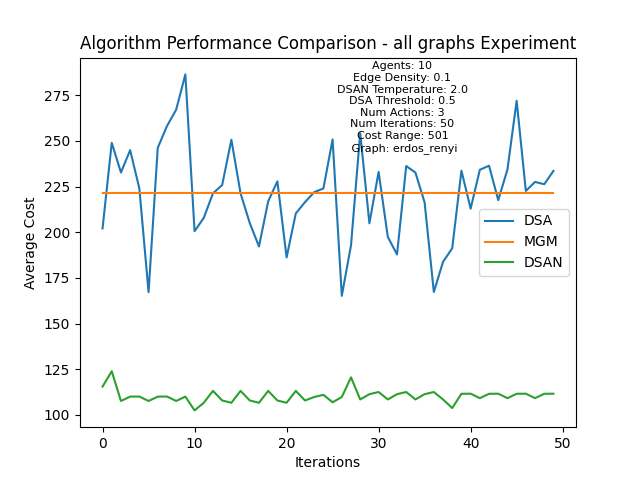 Algorithm Performance Comparison - all graphs Experiment
Agents: 10
Edge Density: 0.1
DSAN Temperature: 2.0
DSA Threshold: 0.5
Num Actions: 3
Num Iterations: 50
Cost Range: 501
Graph: erdos_renyi
Average Cost
275
250
225
200
175
150
125
100
DSA
MGM
DSAN
0 10 20 30 40 50
Iterations